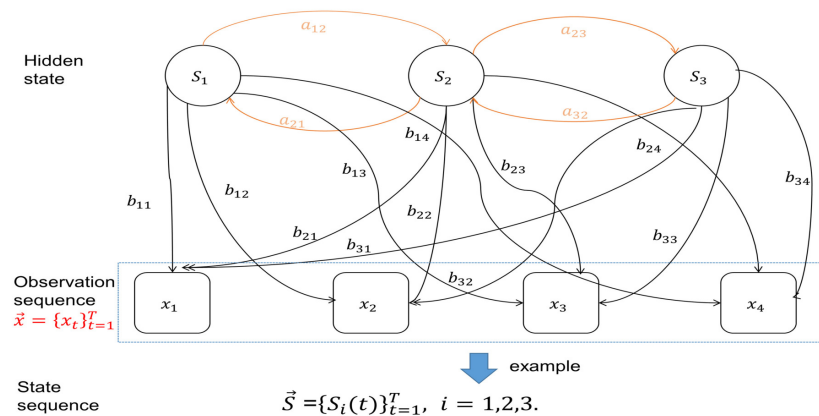 a₁₂
a₂₃
Hidden
state
S₁
S₂
S₃
a₂₁
a₃₂
b₁₄
b₁₃
b₂₃
b₂₄
b₃₄
b₁₁
b₁₂
b₂₁
b₂₂
b₃₁
b₃₃
b₃₂
Observation
sequence
x⃗ = {xₜ}ᵀₜ₌₁
x₁
x₂
x₃
x₄
example
State
sequence
S⃗ ={Sᵢ(t)}ᵀₜ₌₁, i = 1,2,3.